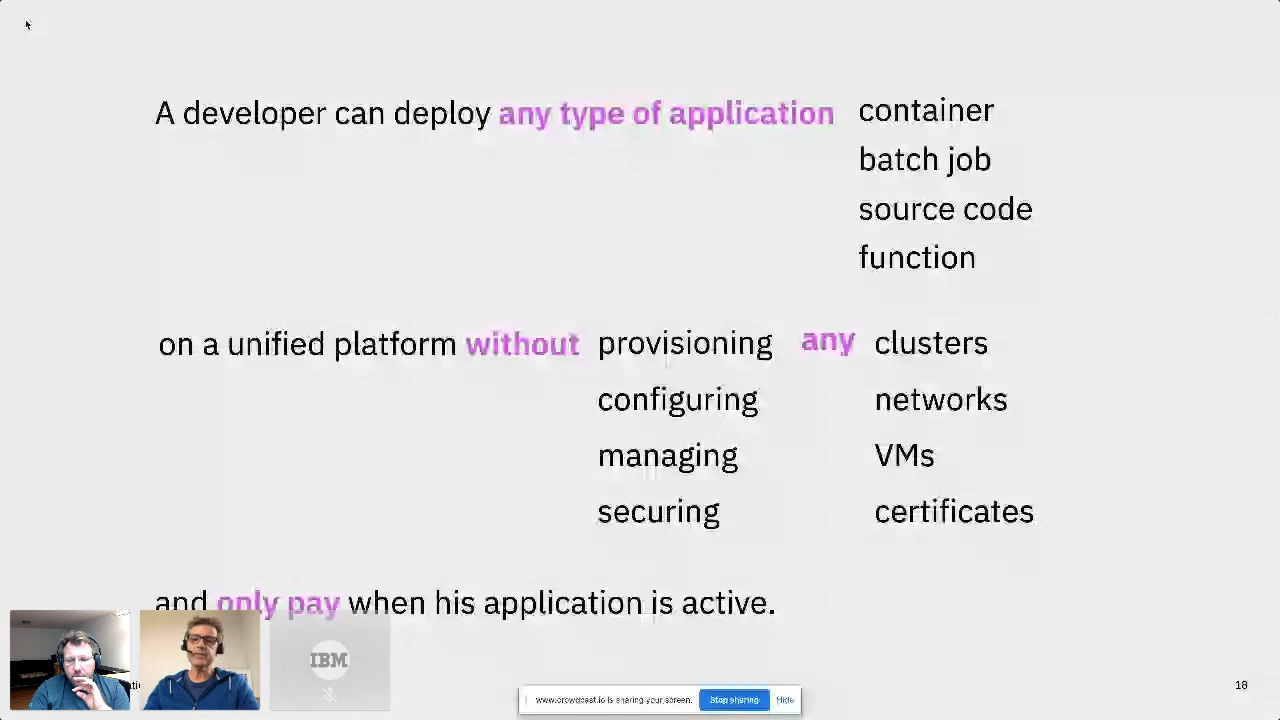 A developer can deploy any type of application container
batch job
source code
function
on a unified platform without provisioning any clusters
configuring networks
managing VMs
securing certificates
and only pay when his application is active.
IBM
www.crowdcast.io is sharing your screen. Stop sharing Hide
18